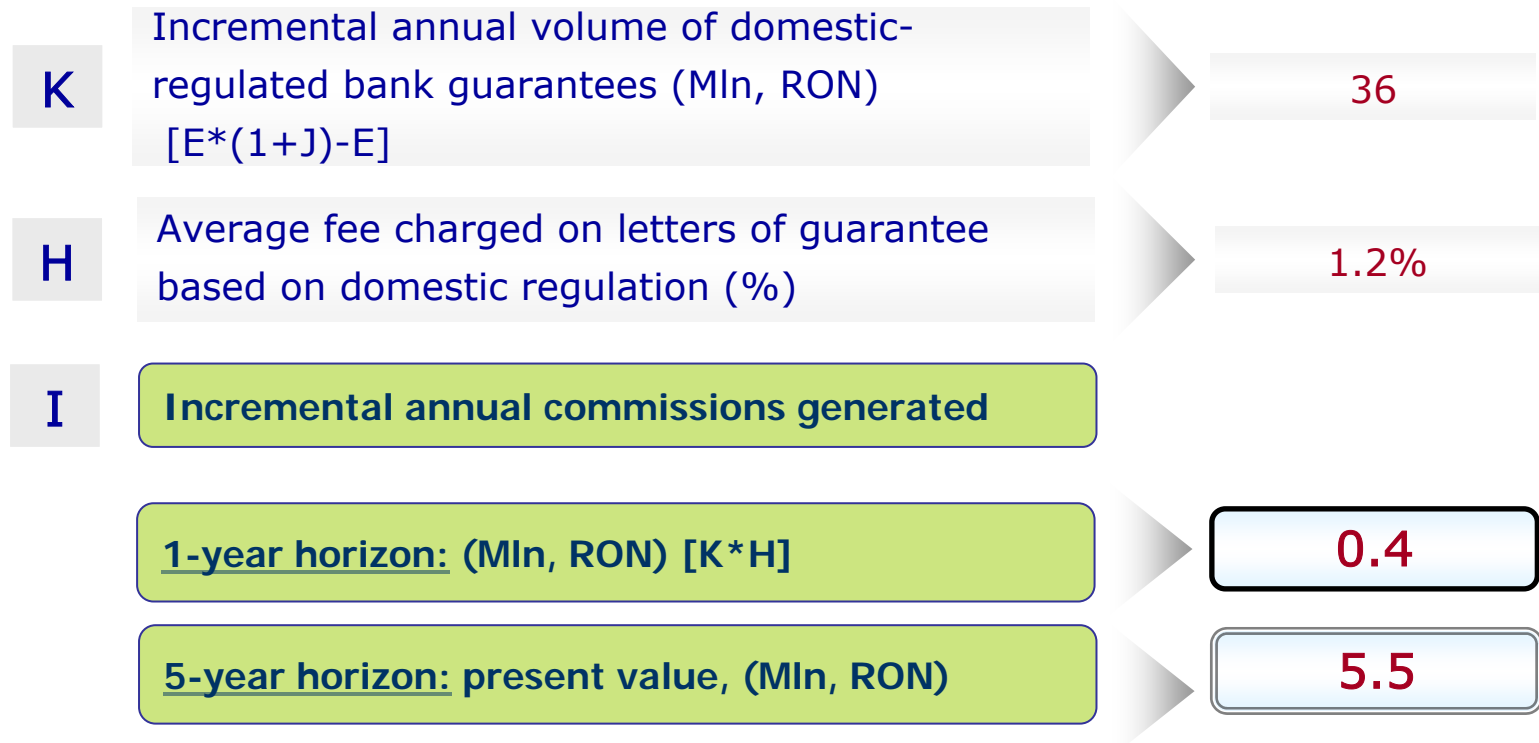 K
Incremental annual volume of domestic-
regulated bank guarantees (Mln, RON)
[E*(1+J)-E]
36
H
Average fee charged on letters of guarantee
based on domestic regulation (%)
1.2%
I
Incremental annual commissions generated
1-year horizon: (Mln, RON) [K*H]
0.4
5-year horizon: present value, (Mln, RON)
5.5